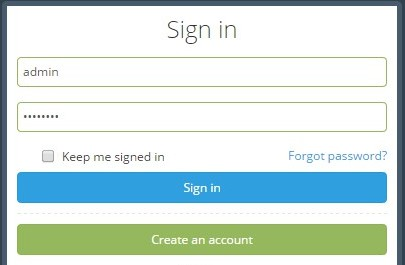 Sign in
admin
••••••••
Keep me signed in
Forgot password?
Sign in
Create an account